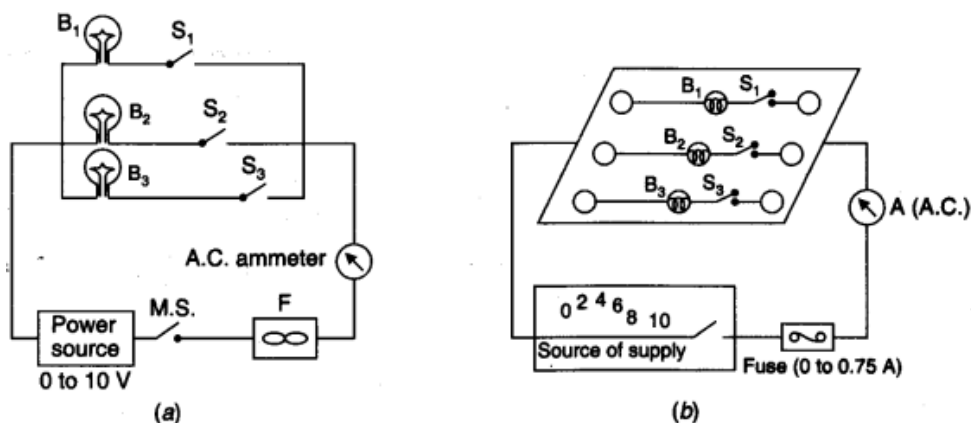 B₁
S₁
B₂
S₂
B₃
S₃
A.C. ammeter
M.S.
F
Power
source
0 to 10 V
(a)
B₁
S₁
B₂
S₂
B₃
S₃
A (A.C.)
0 2 4 6 8 10
Source of supply
Fuse (0 to 0.75 A)
(b)